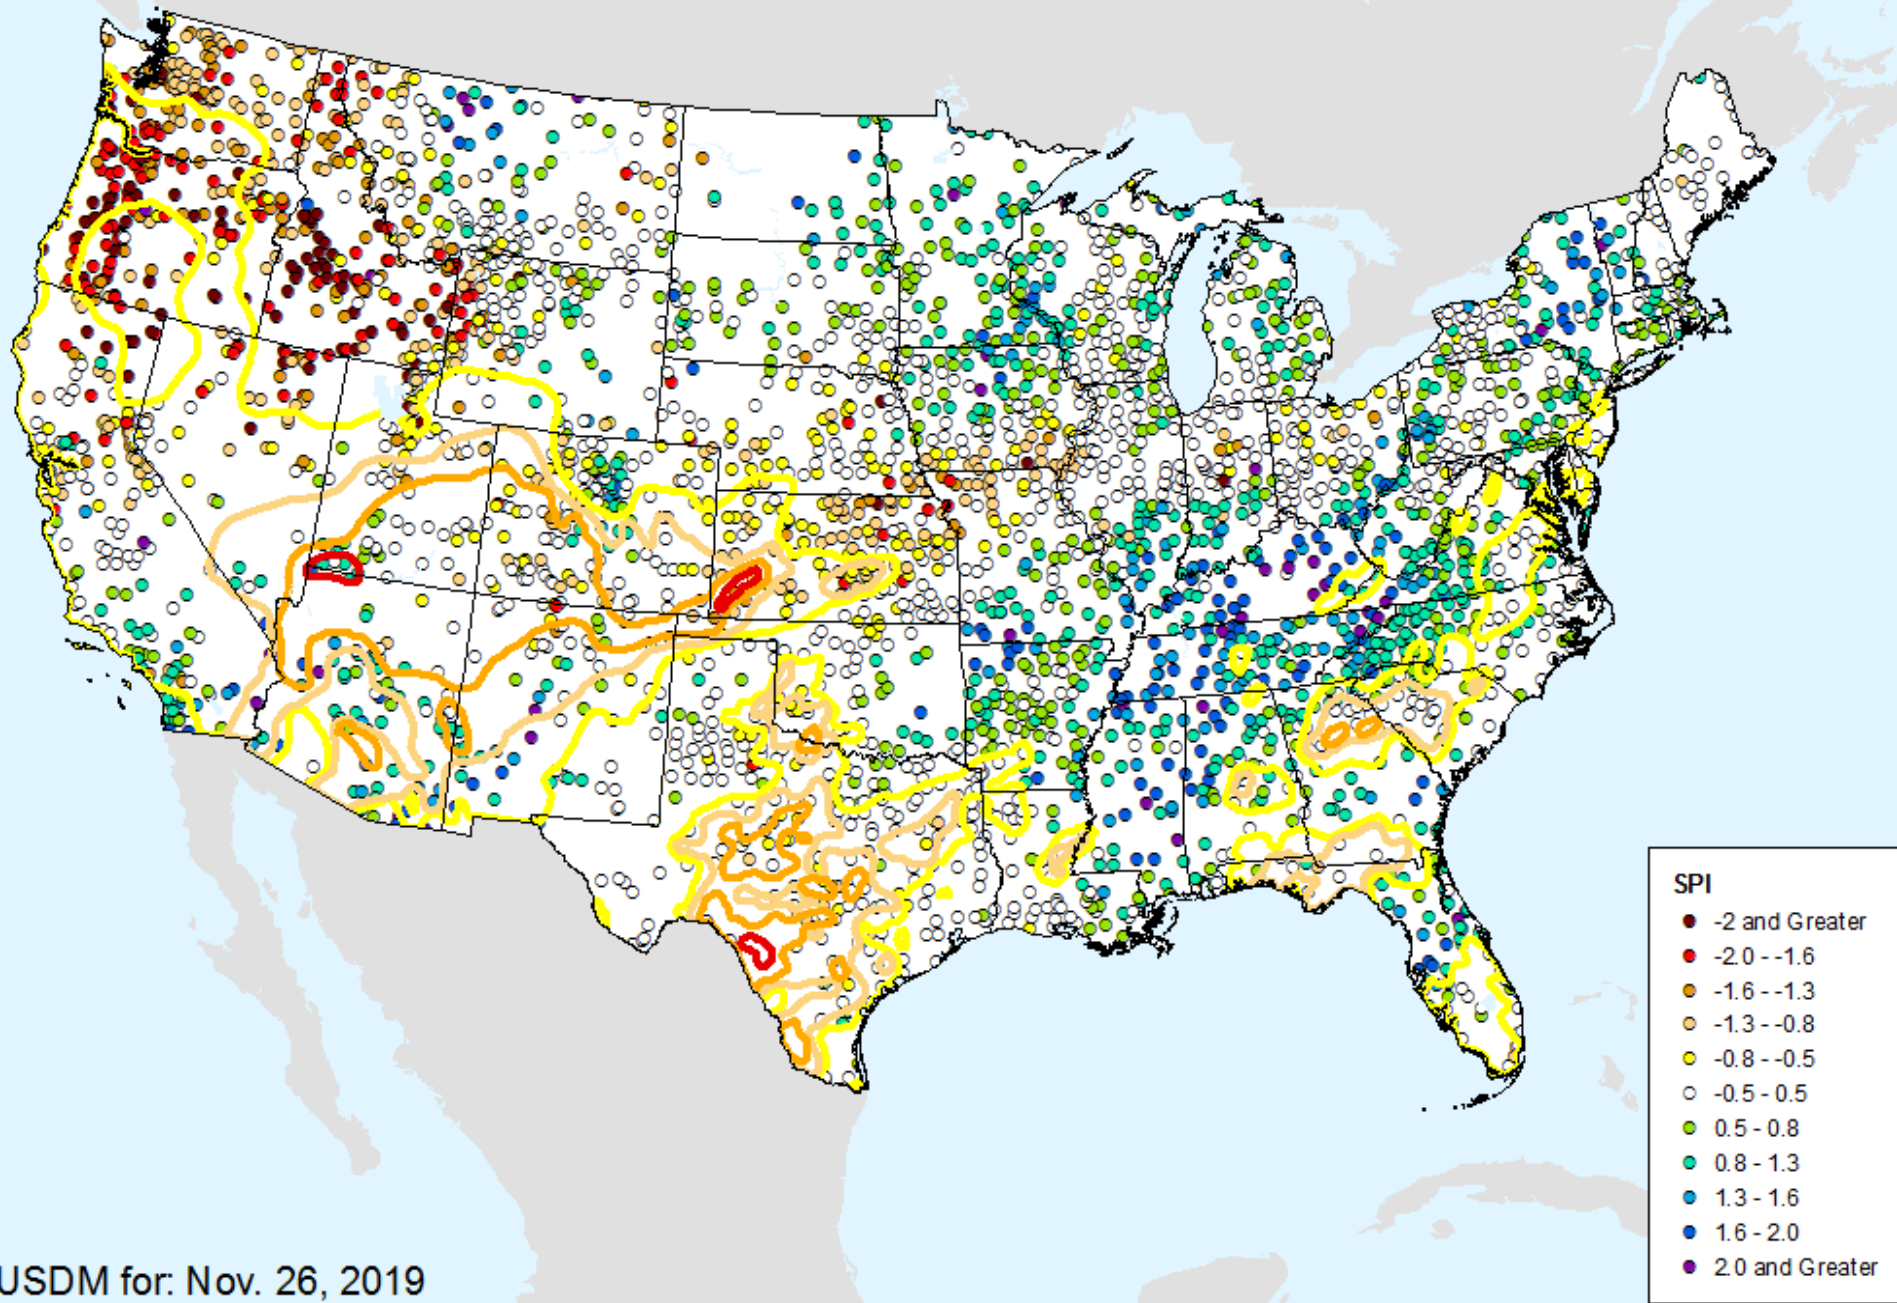 SPI
-2 and Greater
-2.0 - -1.6
-1.6 - -1.3
-1.3 - -0.8
-0.8 - -0.5
-0.5 - 0.5
0.5 - 0.8
0.8 - 1.3
1.3 - 1.6
1.6 - 2.0
2.0 and Greater
USDM for: Nov. 26, 2019